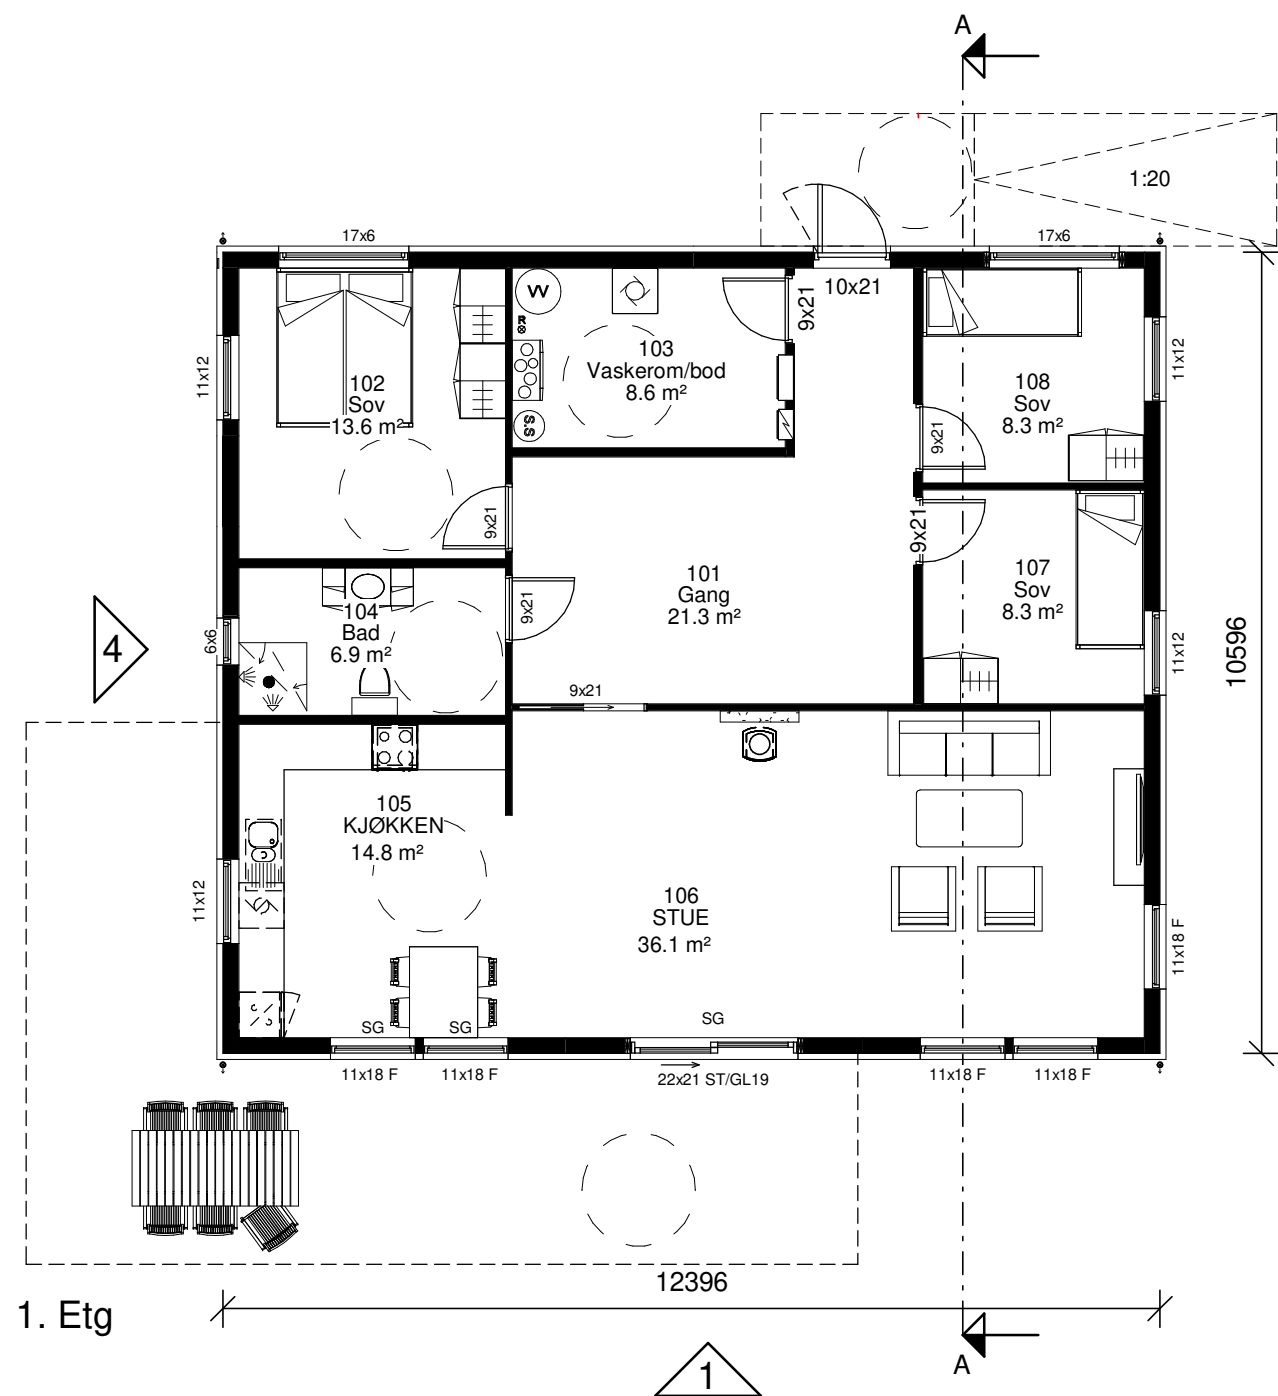 A
1:20
17x6
17x6
10x21
9x21
VV
R
103
Vaskerom/bod
8.6 m²
11x12
102
Sov
13.6 m²
S.S
108
Sov
8.3 m²
11x12
9x21
9x21
9x21
101
Gang
21.3 m²
107
Sov
8.3 m²
9x21
104
Bad
6.9 m²
6x6
4
11x12
10596
9x21
105
KJØKKEN
14.8 m²
106
STUE
36.1 m²
11x12
S
11x18 F
SG
SG
SG
11x18 F
11x18 F
22x21 ST/GL19
11x18 F
11x18 F
12396
1. Etg
A
1